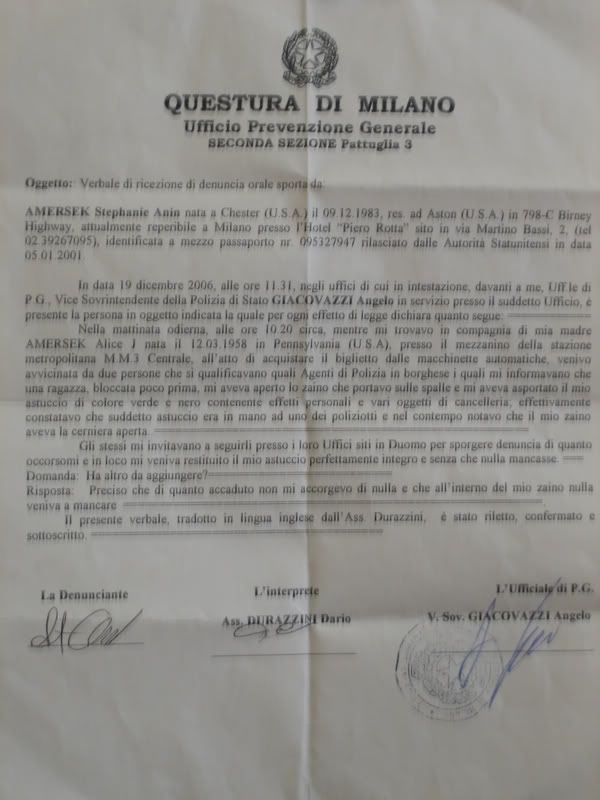 QUESTURA DI MILANO
Ufficio Prevenzione Generale
SECONDA SEZIONE Pattuglia 3
Oggetto: Verbale di ricezione di denuncia orale sporta da:
AMERSEK Stephanie Anin nata a Chester (U.S.A.) il 09.12.1983, res. ad Aston (U.S.A.) in 798-C Birney
Highway, attualmente reperibile a Milano presso l'Hotel "Piero Rotta" sito in via Martino Bassi, 2, (tel
02.39267095), identificata a mezzo passaporto nr. 095327947 rilasciato dalle Autorità Statunitensi in data
05.01.2001.
In data 19 dicembre 2006, alle ore 11.31, negli uffici di cui in intestazione, davanti a me, Uff.le di
P.G., Vice Sovrintendente della Polizia di Stato GIACOVAZZI Angelo in servizio presso il suddetto Ufficio, è
presente la persona in oggetto indicata la quale per ogni effetto di legge dichiara quanto segue: ==========
Nella mattinata odierna, alle ore 10.20 circa, mentre mi trovavo in compagnia di mia madre
AMERSEK Alice J nata il 12.03.1958 in Pennsylvania (U.S.A), presso il mezzanino della stazione
metropolitana M.M.3 Centrale, all'atto di acquistare il biglietto dalle macchinette automatiche, venivo
avvicinata da due persone che si qualificavano quali Agenti di Polizia in borghese i quali mi informavano che
una ragazza, bloccata poco prima, mi aveva aperto lo zaino che portavo sulle spalle e mi aveva asportato il mio
astuccio di colore verde e nero contenente effetti personali e vari oggetti di cancelleria, effettivamente
constatavo che suddetto astuccio era in mano ad uno dei poliziotti e nel contempo notavo che il mio zaino
aveva la cerniera aperta. ==========
Gli stessi mi invitavano a seguirli presso i loro Uffici siti in Duomo per sporgere denuncia di quanto
occorsomi e in loco mi veniva restituito il mio astuccio perfettamente integro e senza che nulla mancasse. ===
Domanda: Ha altro da aggiungere?==========
Risposta: Preciso che di quanto accaduto non mi accorgevo di nulla e che all'interno del mio zaino nulla
veniva a mancare ==========
Il presente verbale, tradotto in lingua inglese dall'Ass. Durazzini, è stato riletto, confermato e
sottoscritto. ==========
La Denunciante
L'interprete
L'Ufficiale di P.G.
Ass. DURAZZINI Dario
V. Sov. GIACOVAZZI Angelo